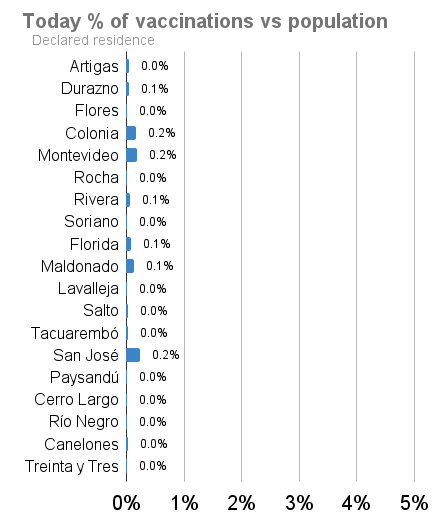 Today % of vaccinations vs population
Declared residence
Artigas 0.0%
Durazno 0.1%
Flores 0.0%
Colonia 0.2%
Montevideo 0.2%
Rocha 0.0%
Rivera 0.1%
Soriano 0.0%
Florida 0.1%
Maldonado 0.1%
Lavalleja 0.0%
Salto 0.0%
Tacuarembó 0.0%
San José 0.2%
Paysandú 0.0%
Cerro Largo 0.0%
Río Negro 0.0%
Canelones 0.0%
Treinta y Tres 0.0%
0% 1% 2% 3% 4% 5%